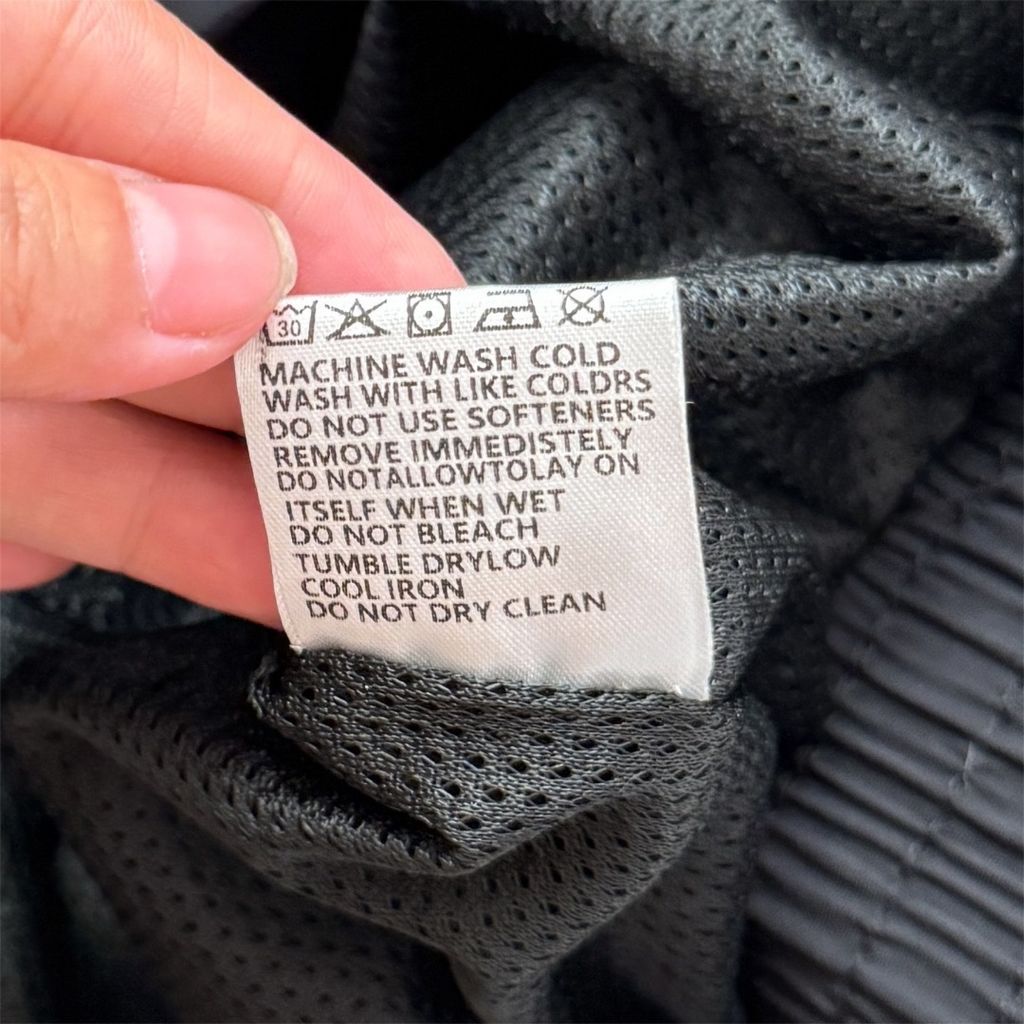 30
MACHINE WASH COLD
WASH WITH LIKE COLDRS
DO NOT USE SOFTENERS
REMOVE IMMEDISTELY
DO NOTALLOWTOLAY ON
ITSELF WHEN WET
DO NOT BLEACH
TUMBLE DRYLOW
COOL IRON
DO NOT DRY CLEAN